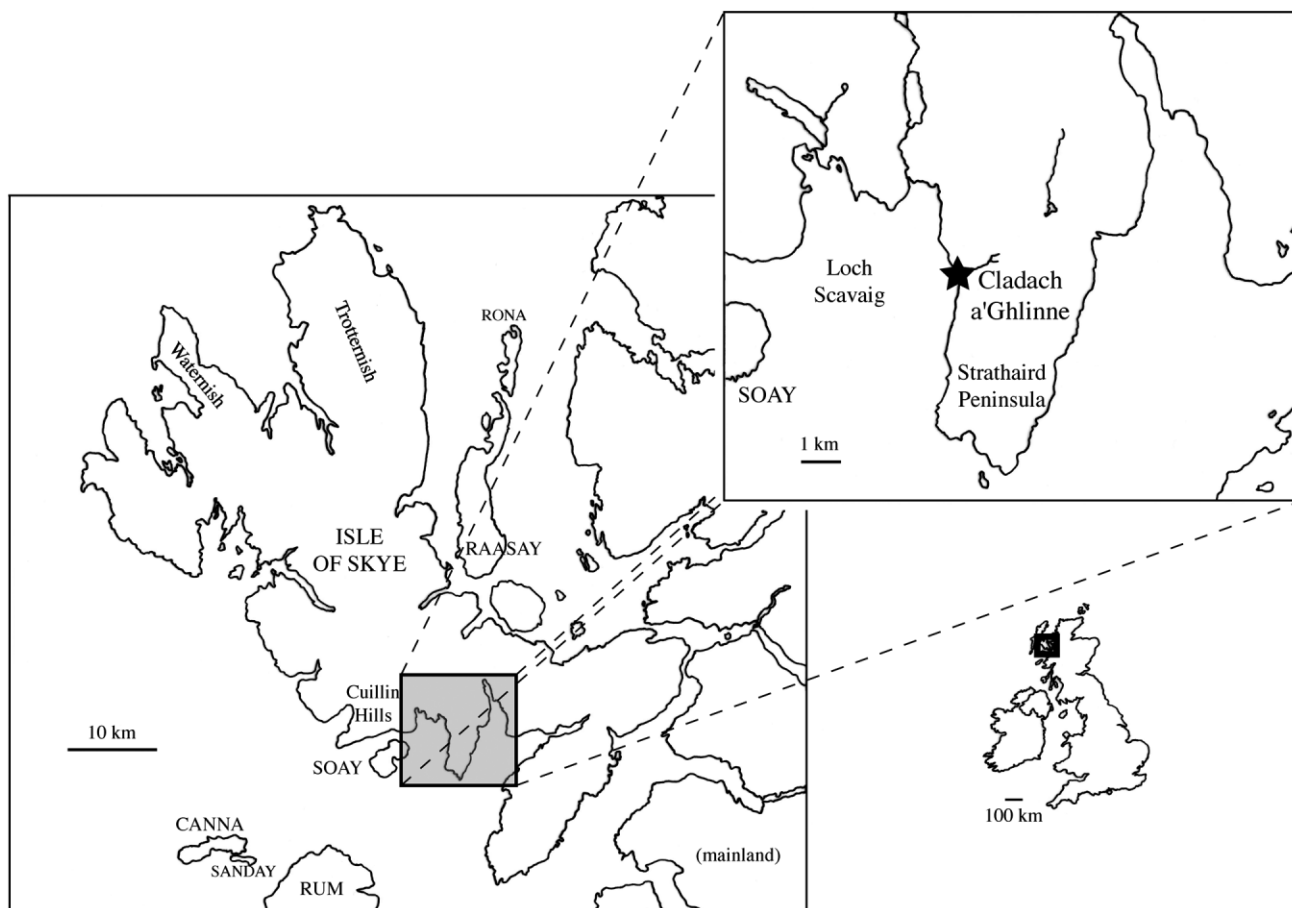 Loch
Scavaig
Cladach
a'Ghlinne
Strathaird
Peninsula
SOAY
1 km
RONA
Trotternish
Waternish
ISLE
OF SKYE
RAASAY
Cuillin
Hills
10 km
SOAY
CANNA
SANDAY
RUM
(mainland)
100 km